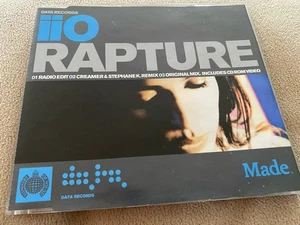 DATA RECORDS
iiO
RAPTURE
01 RADIO EDIT 02 CREAMER & STEPHANE K. REMIX 03 ORIGINAL MIX. INCLUDES CD ROM VIDEO
Made.
DATA RECORDS